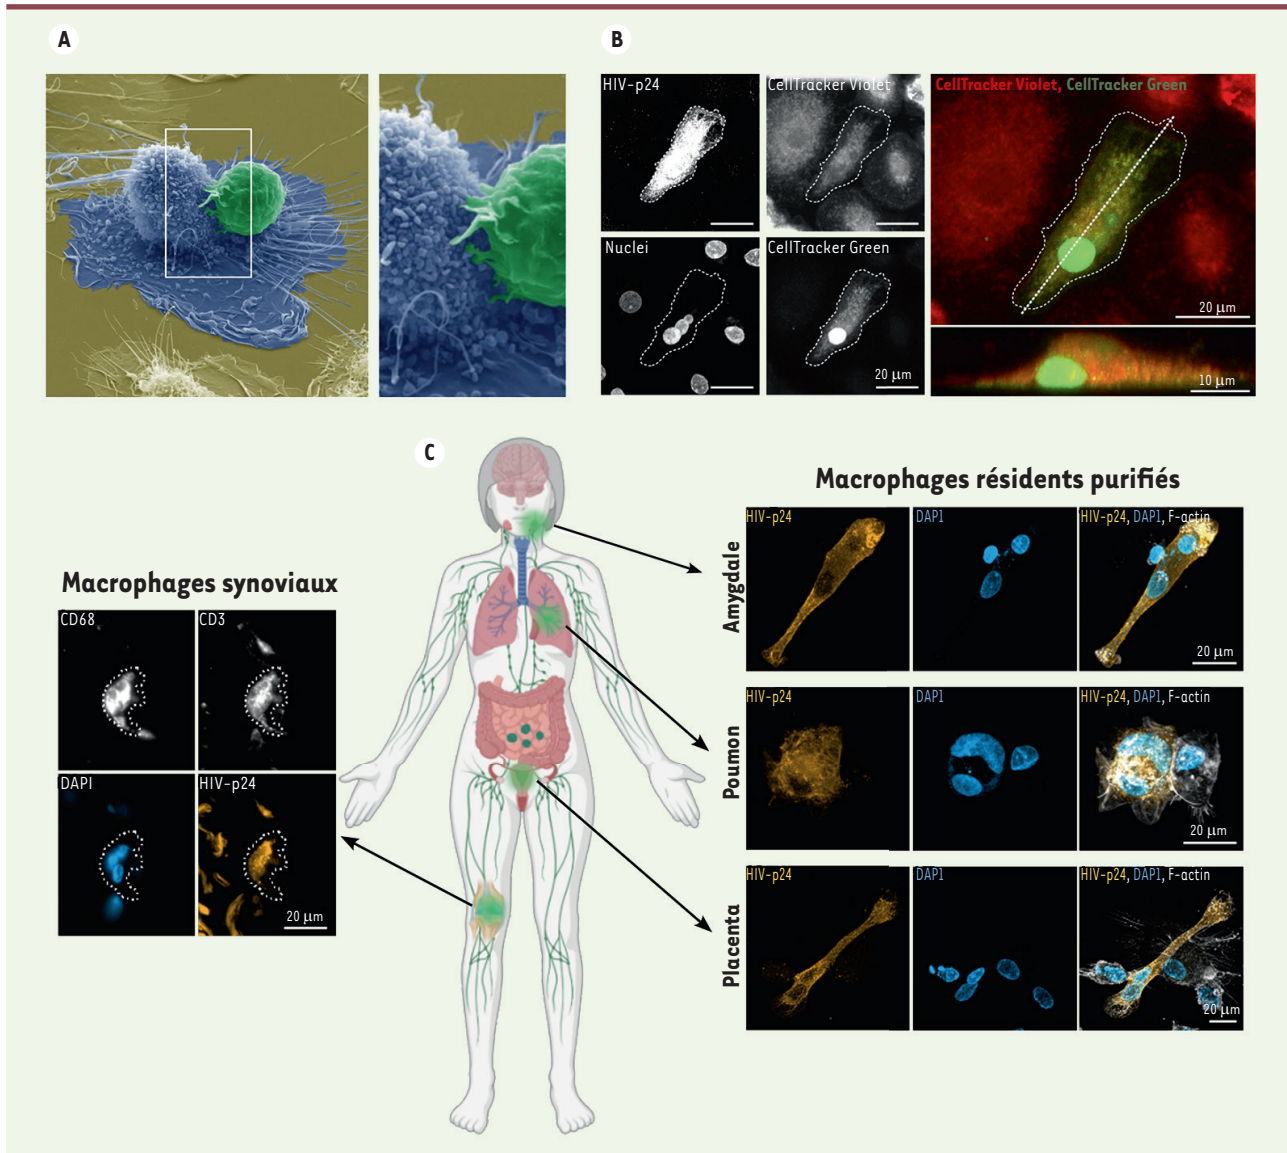 A
B
HIV-p24
CellTracker Violet
CellTracker Violet, CellTracker Green
20 µm
Nuclei
CellTracker Green
20 µm
10 µm
C
Macrophages résidents purifiés
Macrophages synoviaux
CD68
CD3
DAPI
HIV-p24
20 µm
Amygdale
HIV-p24
DAPI
HIV-p24, DAPI, F-actin
20 µm
Poumon
HIV-p24
DAPI
HIV-p24, DAPI, F-actin
20 µm
Placenta
HIV-p24
DAPI
HIV-p24, DAPI, F-actin
20 µm